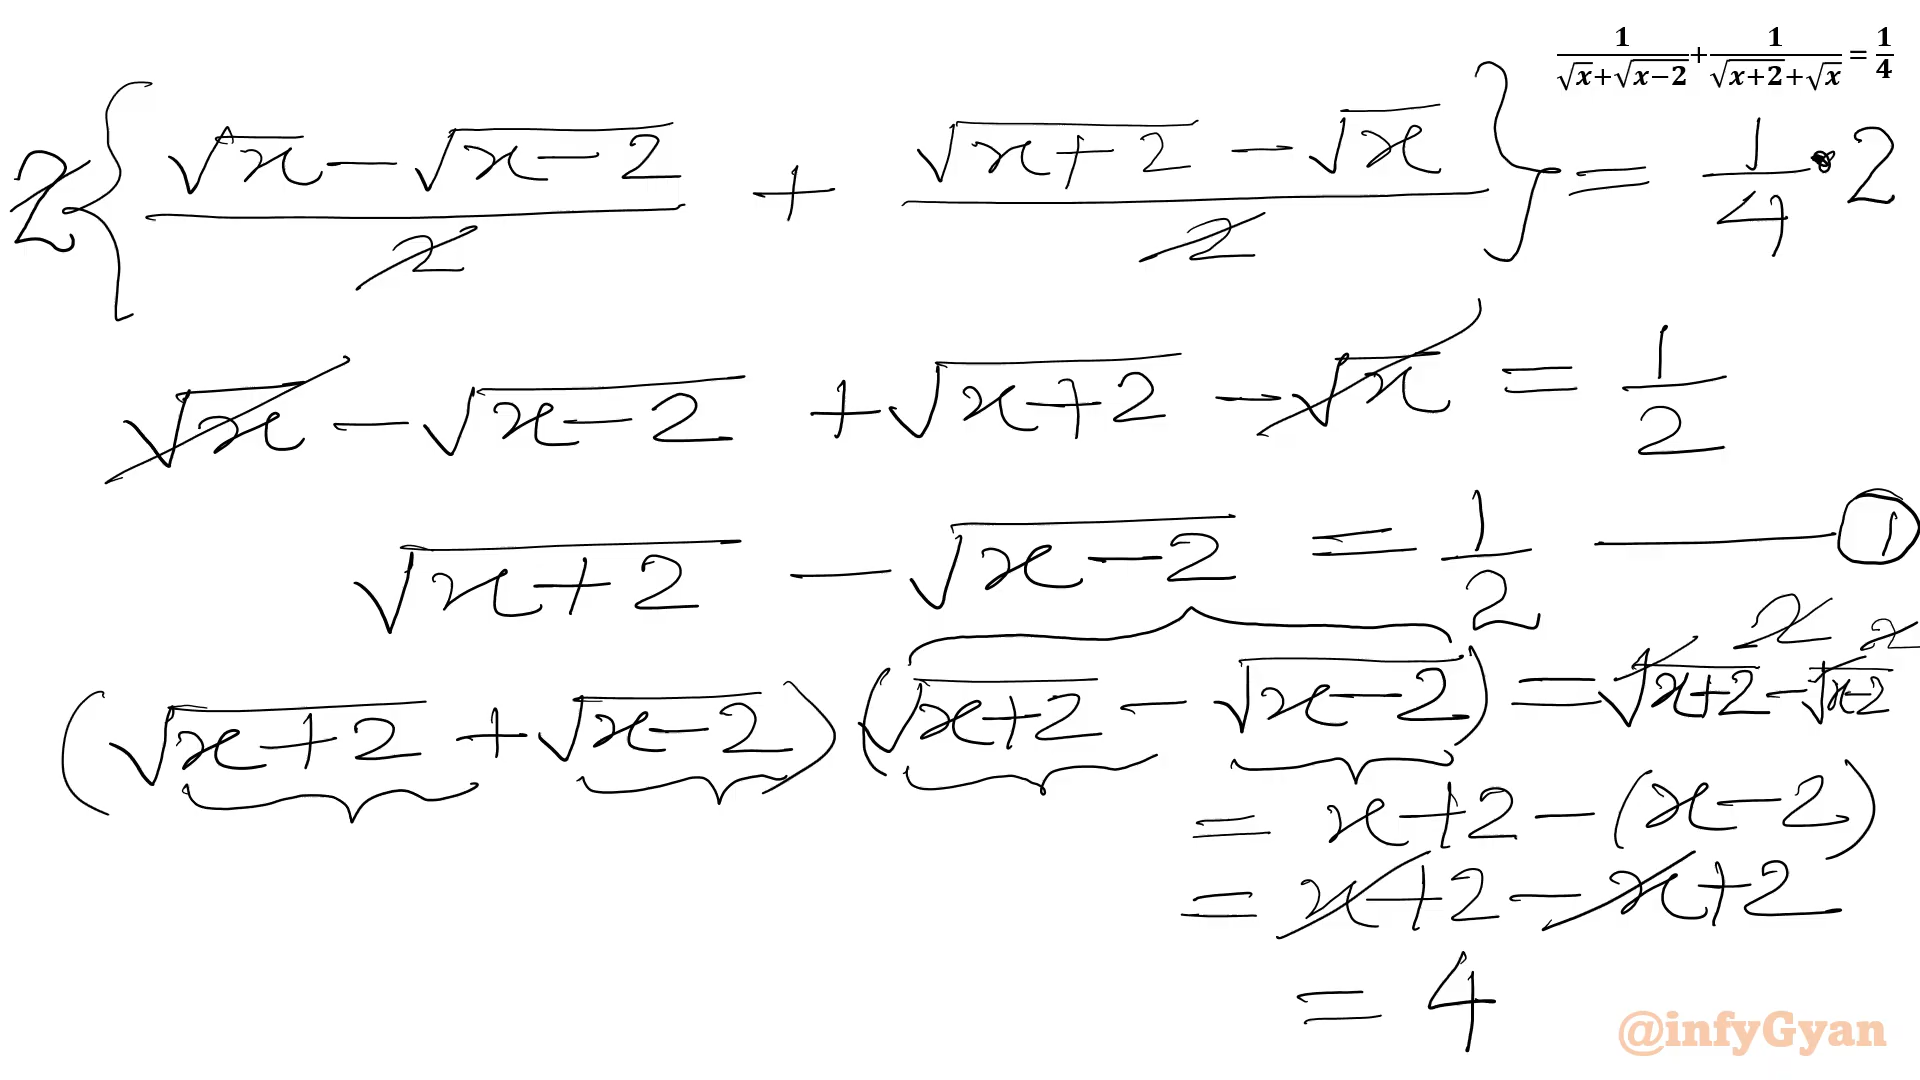 1/(√x+√(x−2)) + 1/(√(x+2)+√x) = 1/4
2{(√x − √(x−2))/2 + (√(x+2) − √x)/2} = 1/4 · 2
√x − √(x−2) + √(x+2) − √x = 1/2
√(x+2) − √(x−2) = 1/2 — ①
(√(x+2) + √(x−2)) (√(x+2) − √(x−2)) = √(x+2)² − √(x−2)²
= x+2 − (x−2)
= x+2 − x+2
= 4
@infyGyan